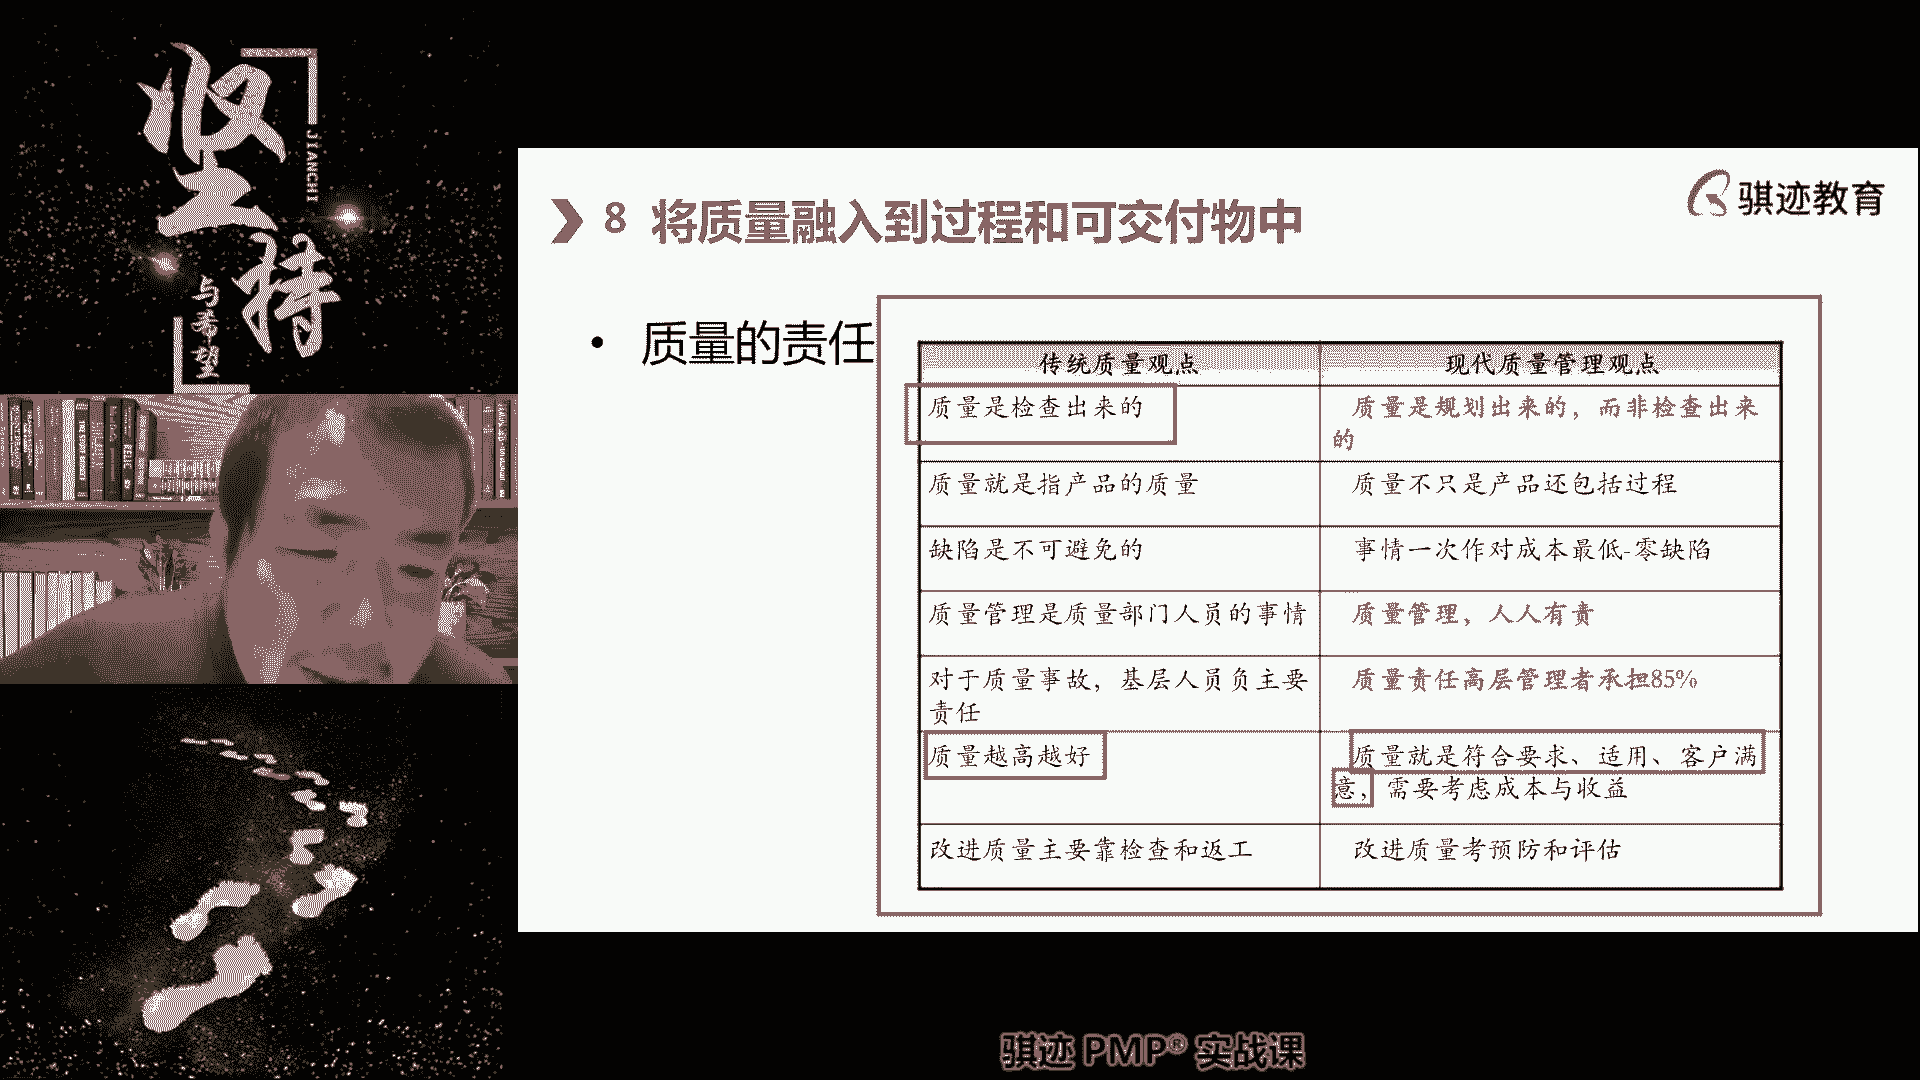 坚持
JIANCHI
与希望
骐迹教育
8 将质量融入到过程和可交付物中
• 质量的责任
传统质量观点
现代质量管理观点
质量是检查出来的
质量是规划出来的，而非检查出来
的
质量就是指产品的质量
质量不只是产品还包括过程
缺陷是不可避免的
事情一次作对成本最低-零缺陷
质量管理是质量部门人员的事情
质量管理，人人有责
对于质量事故，基层人员负主要
责任
质量责任高层管理者承担85%
质量越高越好
质量就是符合要求、适用、客户满
意，需要考虑成本与收益
改进质量主要靠检查和返工
改进质量考预防和评估
骐迹 PMP® 实战课